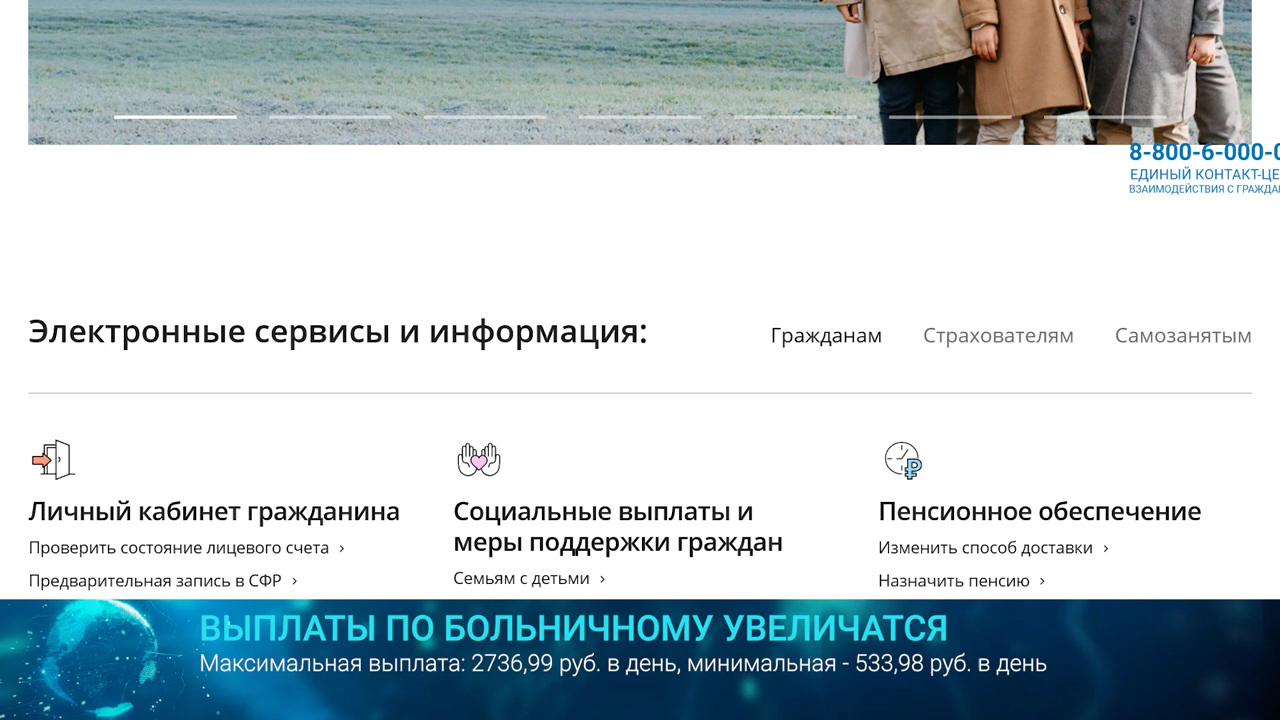 8-800-6-000-0
ЕДИНЫЙ КОНТАКТ-ЦЕ
ВЗАИМОДЕЙСТВИЯ С ГРАЖДА
Электронные сервисы и информация:
Гражданам
Страхователям
Самозанятым
Личный кабинет гражданина
Проверить состояние лицевого счета ›
Предварительная запись в СФР ›
Социальные выплаты и
меры поддержки граждан
Семьям с детьми ›
Пенсионное обеспечение
Изменить способ доставки ›
Назначить пенсию ›
ВЫПЛАТЫ ПО БОЛЬНИЧНОМУ УВЕЛИЧАТСЯ
Максимальная выплата: 2736,99 руб. в день, минимальная - 533,98 руб. в день